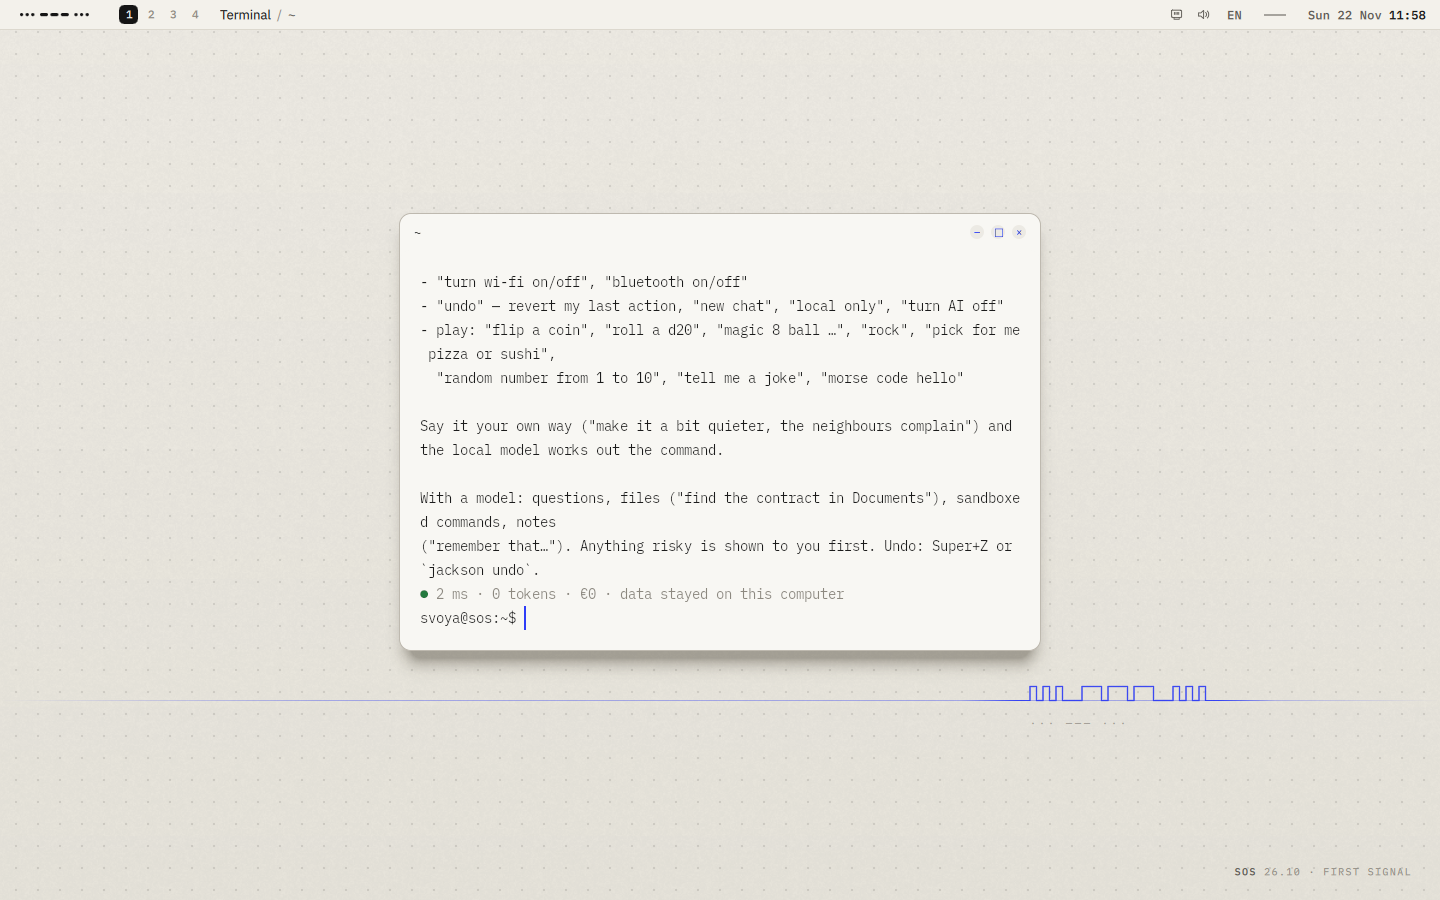 1 2 3 4 Terminal / ~ EN Sun 22 Nov 11:58
~
- "turn wi-fi on/off", "bluetooth on/off"
- "undo" — revert my last action, "new chat", "local only", "turn AI off"
- play: "flip a coin", "roll a d20", "magic 8 ball …", "rock", "pick for me
pizza or sushi",
"random number from 1 to 10", "tell me a joke", "morse code hello"
Say it your own way ("make it a bit quieter, the neighbours complain") and
the local model works out the command.
With a model: questions, files ("find the contract in Documents"), sandboxe
d commands, notes
("remember that…"). Anything risky is shown to you first. Undo: Super+Z or
`jackson undo`.
● 2 ms · 0 tokens · €0 · data stayed on this computer
svoya@sos:~$
··· ––– ···
SOS 26.10 · FIRST SIGNAL